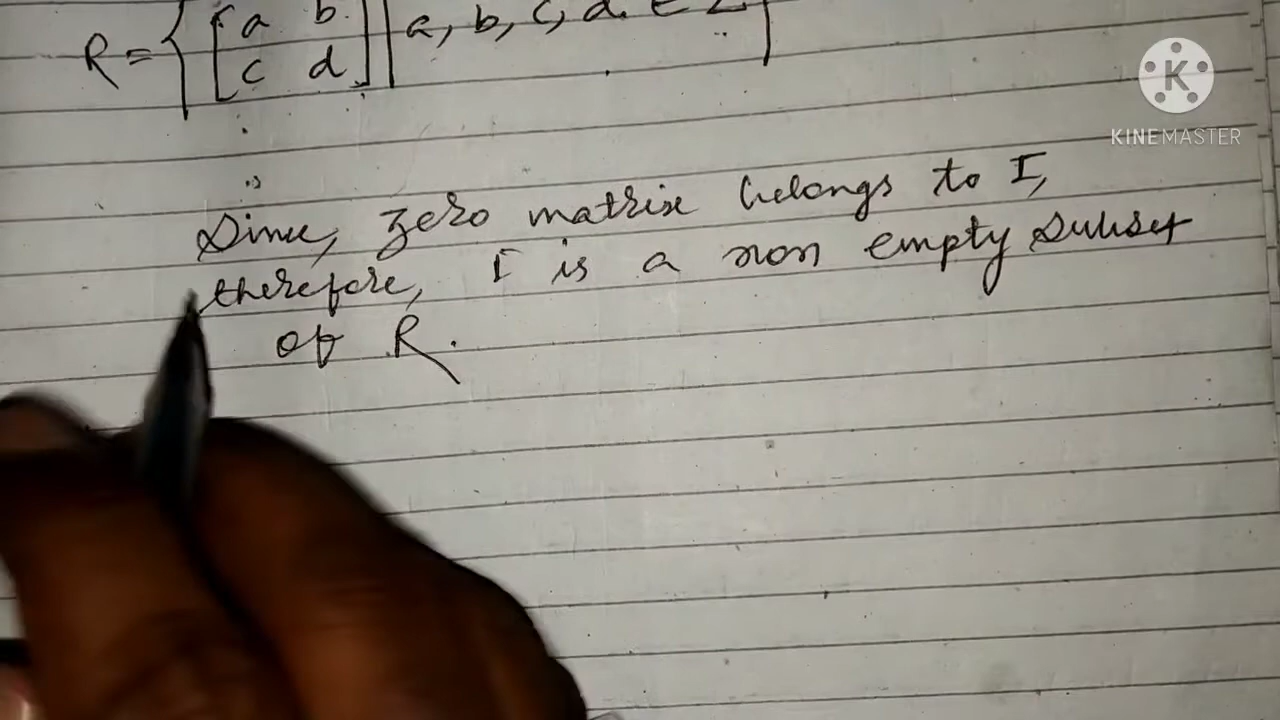 R = { [ a b
c d ] | a, b, c, d ∈ Z }
K
KINEMASTER
Since, zero matrix belongs to I,
therefore, I is a non empty subset
of R.